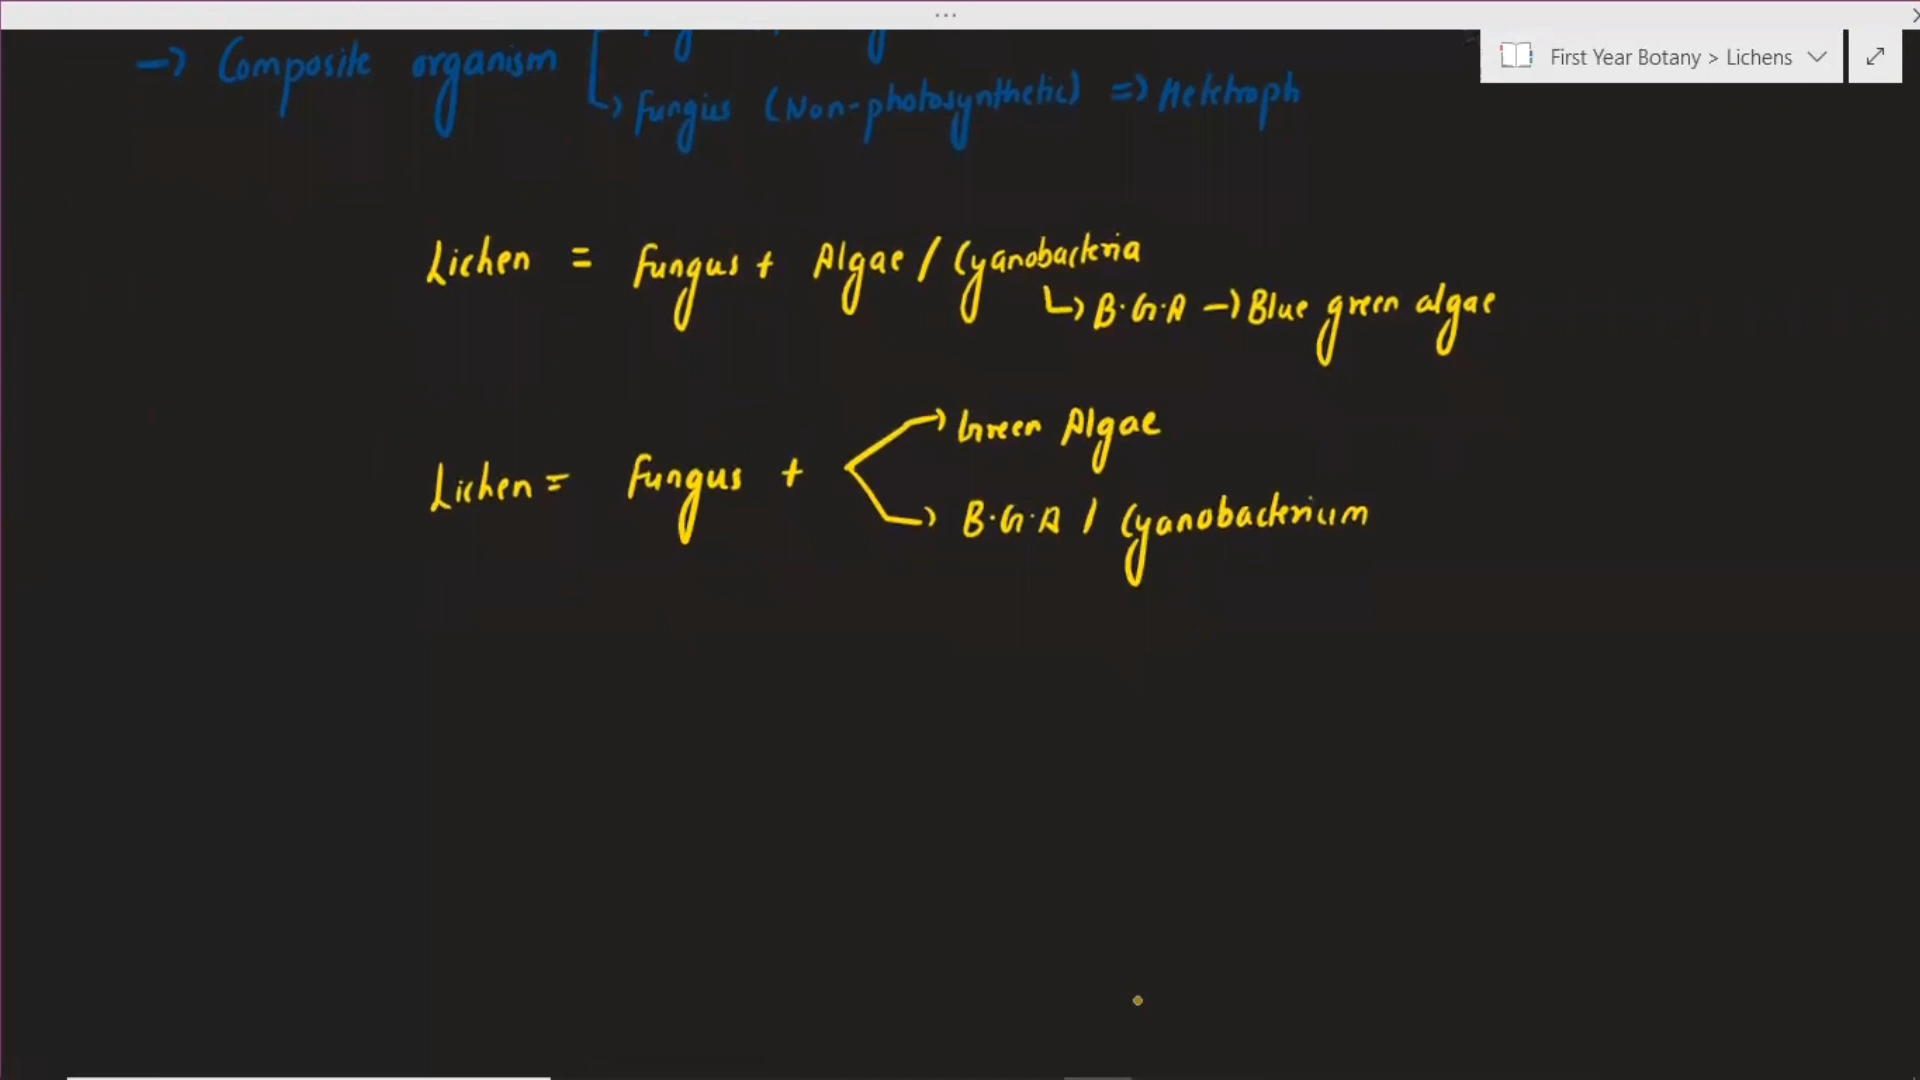 First Year Botany > Lichens
→ Composite organism
↳ Fungus (Non-photosynthetic) ⇒
Lichen = Fungus + Algae / Cyanobacteria
↳ B.G.A → Blue green algae
→ Green Algae
Lichen = Fungus +
→ B.G.A / Cyanobacterium